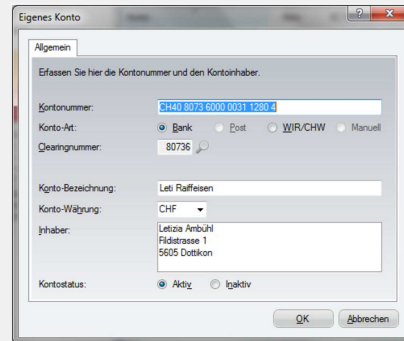 Eigenes Konto
Allgemein
Erfassen Sie hier die Kontonummer und den Kontoinhaber.
Kontonummer: CH40 8073 6000 0031 1280 4
Konto-Art: Bank Post WIR/CHW Manuell
Clearingnummer: 80736
Konto-Bezeichnung: Leti Raiffeisen
Konto-Währung: CHF
Inhaber: Letizia Ambühl
Fildistrasse 1
5605 Dottikon
Kontostatus: Aktiv Inaktiv
OK Abbrechen